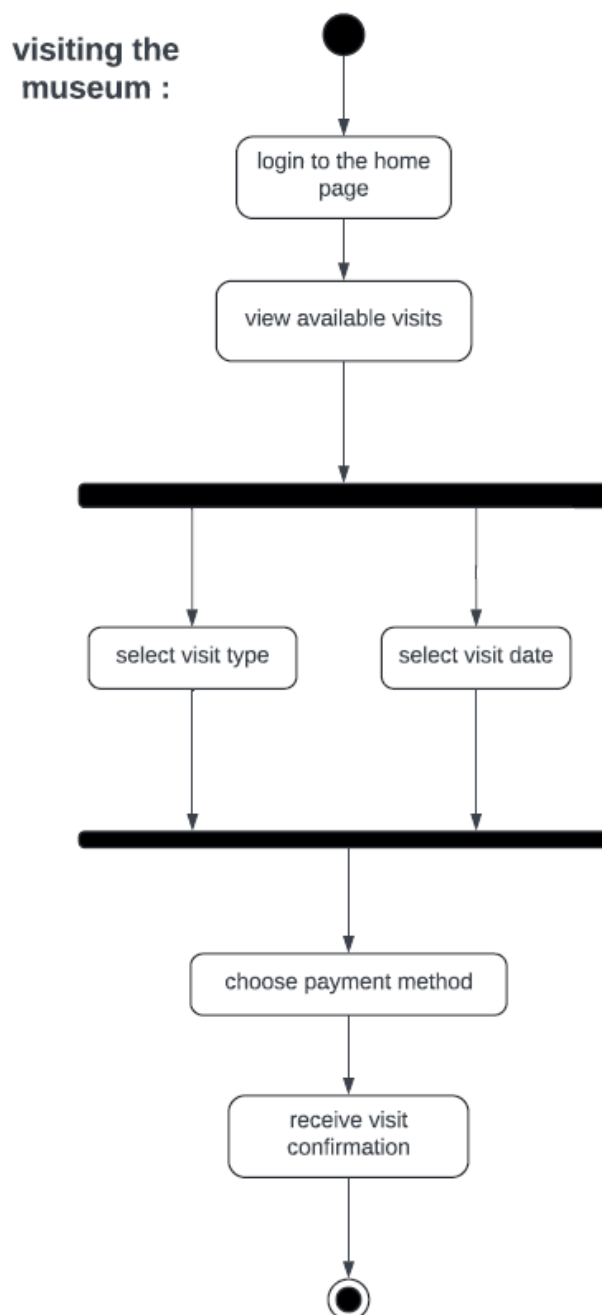 visiting the
museum :
login to the home
page
view available visits
select visit type
select visit date
choose payment method
receive visit
confirmation